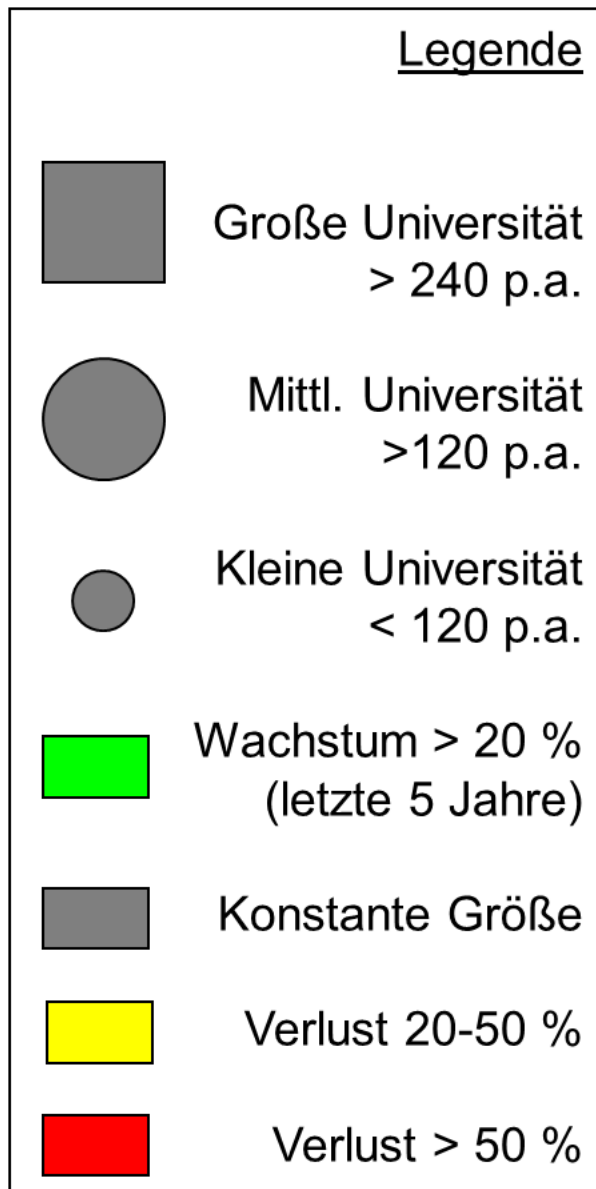 Legende
Große Universität
> 240 p.a.
Mittl. Universität
>120 p.a.
Kleine Universität
< 120 p.a.
Wachstum > 20 %
(letzte 5 Jahre)
Konstante Größe
Verlust 20-50 %
Verlust > 50 %